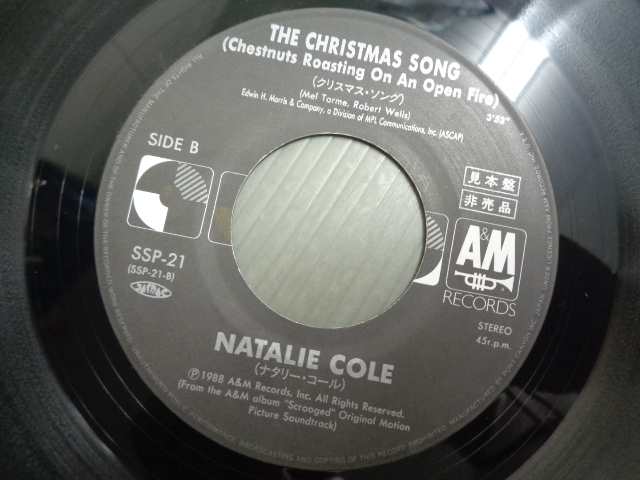 THE CHRISTMAS SONG
(Chestnuts Roasting On An Open Fire)
(クリスマス・ソング)
3'53"
(Mel Torme, Robert Wells)
Edwin H. Morris & Company, a Division of MPL Communications, Inc. (ASCAP)
SIDE B
見本盤
非売品
SSP-21
(SSP-21-B)
JASRAC
A&M
RECORDS
STEREO
45r.p.m.
NATALIE COLE
(ナタリー・コール)
Ⓟ1988 A&M Records, Inc. All Rights Reserved.
(From the A&M album "Scrooged" Original Motion
Picture Soundtrack)